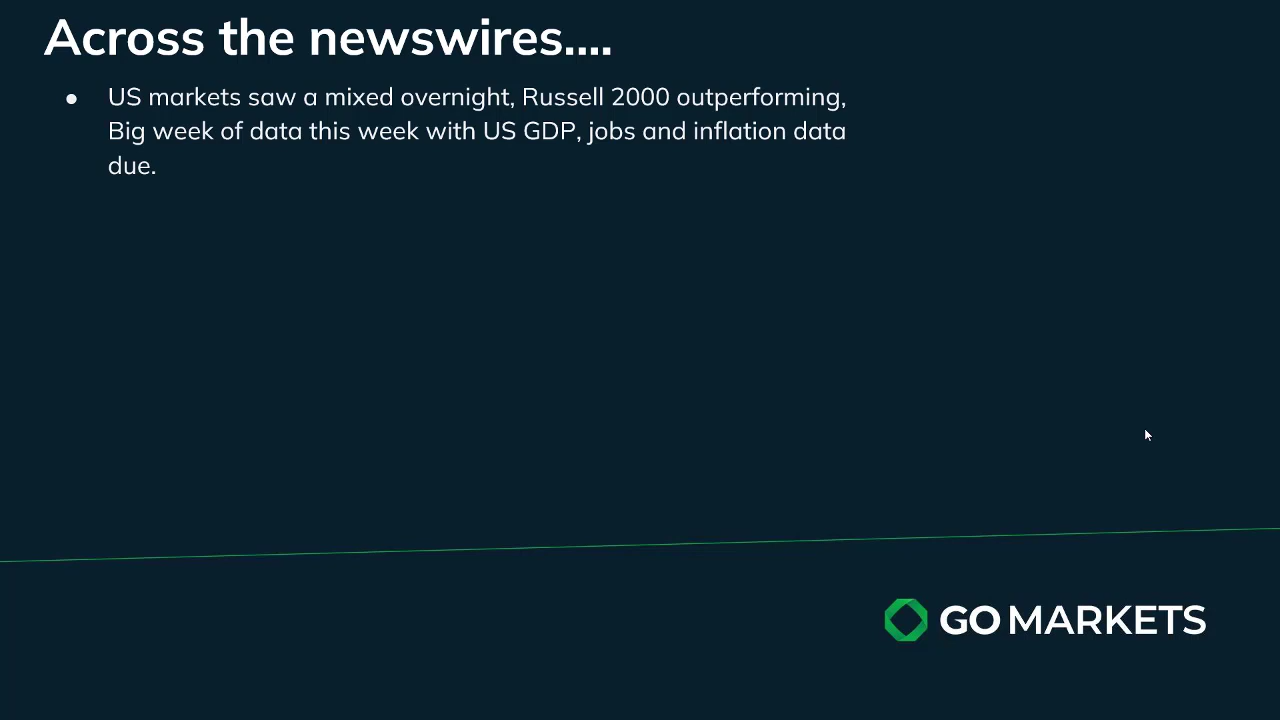 Across the newswires....
● US markets saw a mixed overnight, Russell 2000 outperforming,
Big week of data this week with US GDP, jobs and inflation data
due.
GO MARKETS